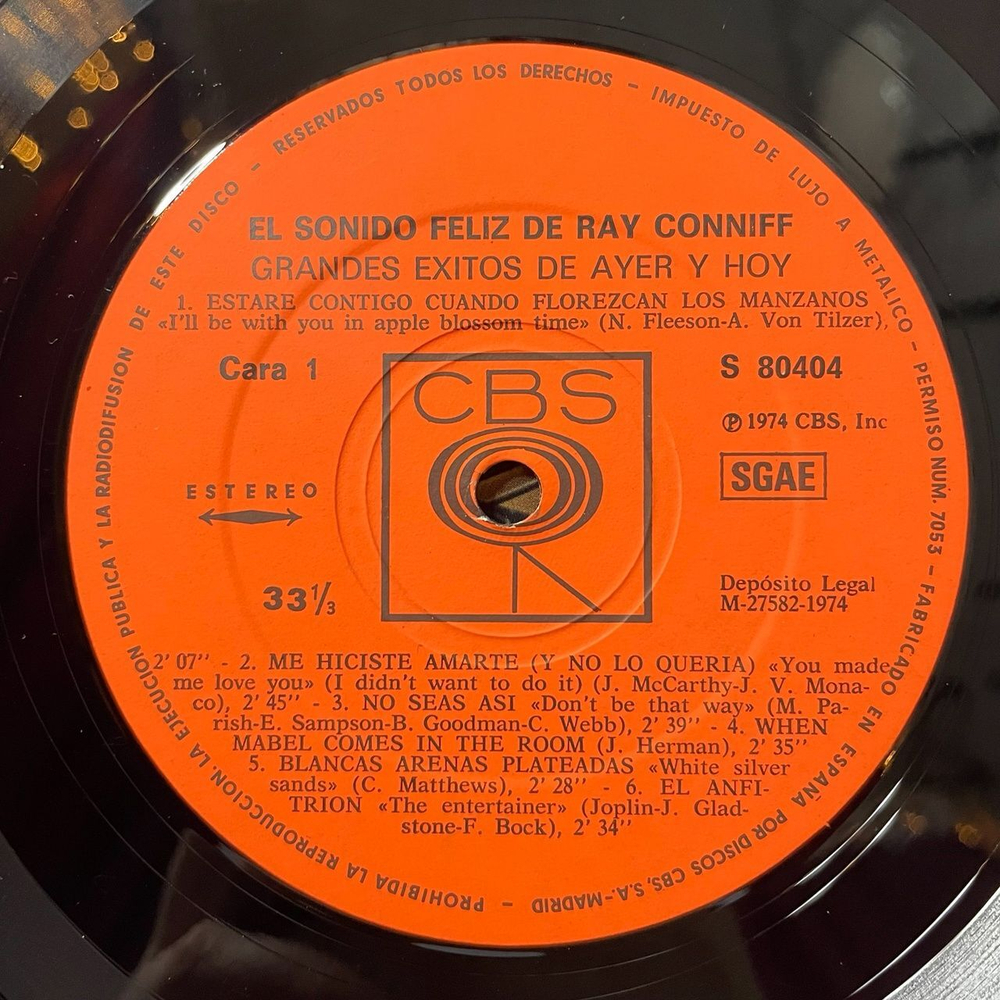 PROHIBIDA LA REPRODUCCION, LA EJECUCION PUBLICA Y LA RADIODIFUSION DE ESTE DISCO – RESERVADOS TODOS LOS DERECHOS – IMPUESTO DE LUJO A METALICO – PERMISO NUM. 7053 – FABRICADO EN ESPAÑA POR DISCOS CBS, S.A.-MADRID –
EL SONIDO FELIZ DE RAY CONNIFF
GRANDES EXITOS DE AYER Y HOY
1. ESTARE CONTIGO CUANDO FLOREZCAN LOS MANZANOS
«I'll be with you in apple blossom time» (N. Fleeson-A. Von Tilzer),
Cara 1
CBS
S 80404
℗ 1974 CBS, Inc
SGAE
ESTEREO
33 1/3
Depósito Legal
M-27582-1974
2' 07'' - 2. ME HICISTE AMARTE (Y NO LO QUERIA) «You made
me love you» (I didn't want to do it) (J. McCarthy-J. V. Mona-
co), 2' 45'' - 3. NO SEAS ASI «Don't be that way» (M. Pa-
rish-E. Sampson-B. Goodman-C. Webb), 2' 39'' - 4. WHEN
MABEL COMES IN THE ROOM (J. Herman), 2' 35''
5. BLANCAS ARENAS PLATEADAS «White silver
sands» (C. Matthews), 2' 28'' - 6. EL ANFI-
TRION «The entertainer» (Joplin-J. Glad-
stone-F. Bock), 2' 34''